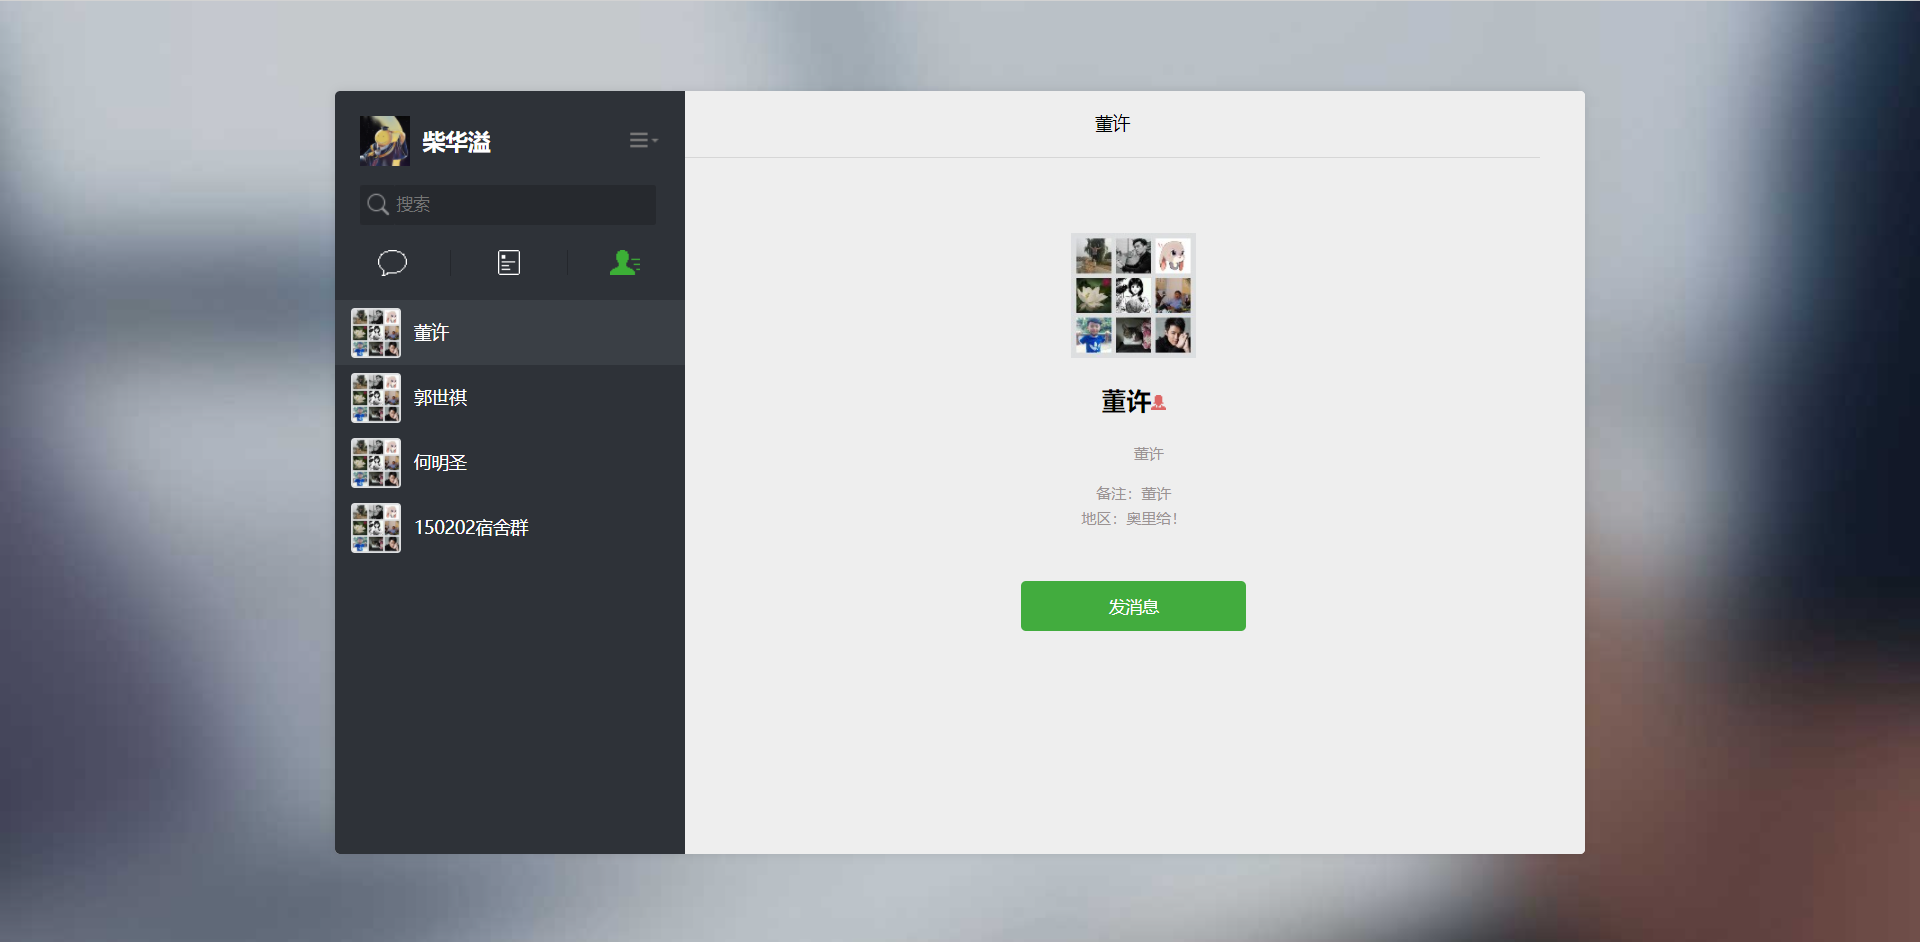 柴华溢
搜索
董许
郭世祺
何明圣
150202宿舍群
董许
董许
董许
备注：董许
地区：奥里给！
发消息